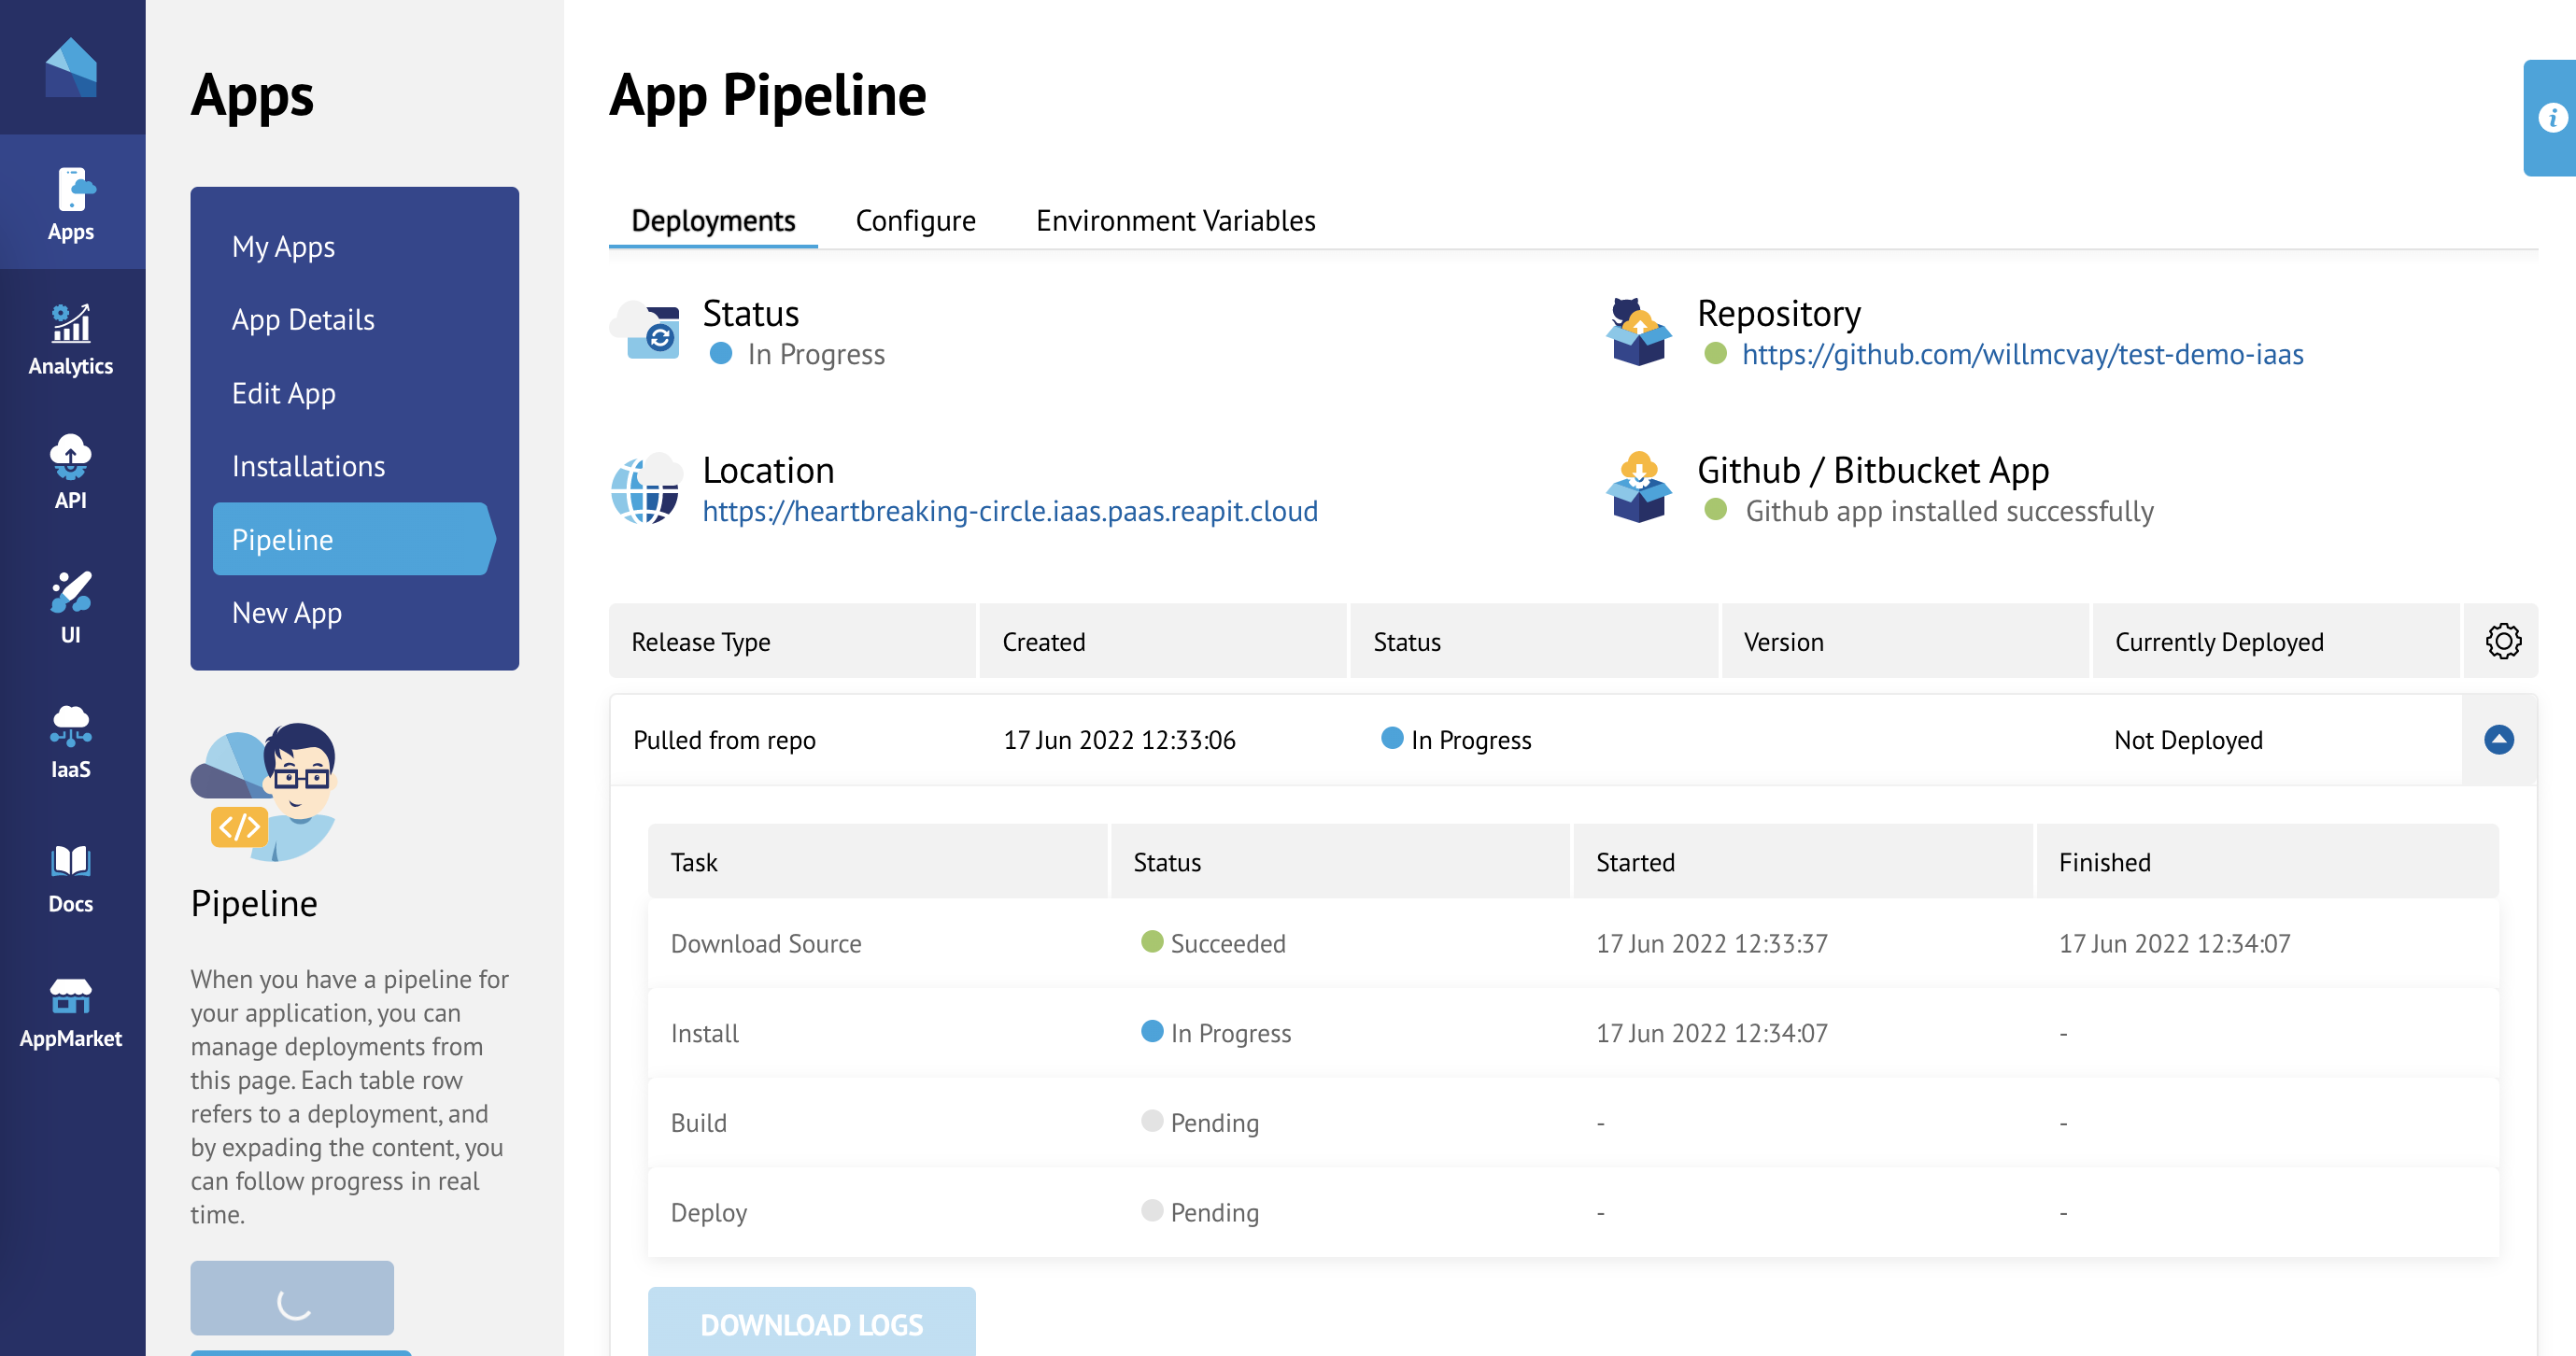 Apps
Analytics
API
UI
IaaS
Docs
AppMarket
Apps
My Apps
App Details
Edit App
Installations
Pipeline
New App
</>
Pipeline
When you have a pipeline for
your application, you can
manage deployments from
this page. Each table row
refers to a deployment, and
by expading the content, you
can follow progress in real
time.
App Pipeline
i
Deployments Configure Environment Variables
Status
In Progress
Repository
https://github.com/willmcvay/test-demo-iaas
Location
https://heartbreaking-circle.iaas.paas.reapit.cloud
Github / Bitbucket App
Github app installed successfully
Release Type Created Status Version Currently Deployed
Pulled from repo 17 Jun 2022 12:33:06 In Progress Not Deployed
Task Status Started Finished
Download Source Succeeded 17 Jun 2022 12:33:37 17 Jun 2022 12:34:07
Install In Progress 17 Jun 2022 12:34:07 -
Build Pending - -
Deploy Pending - -
DOWNLOAD LOGS